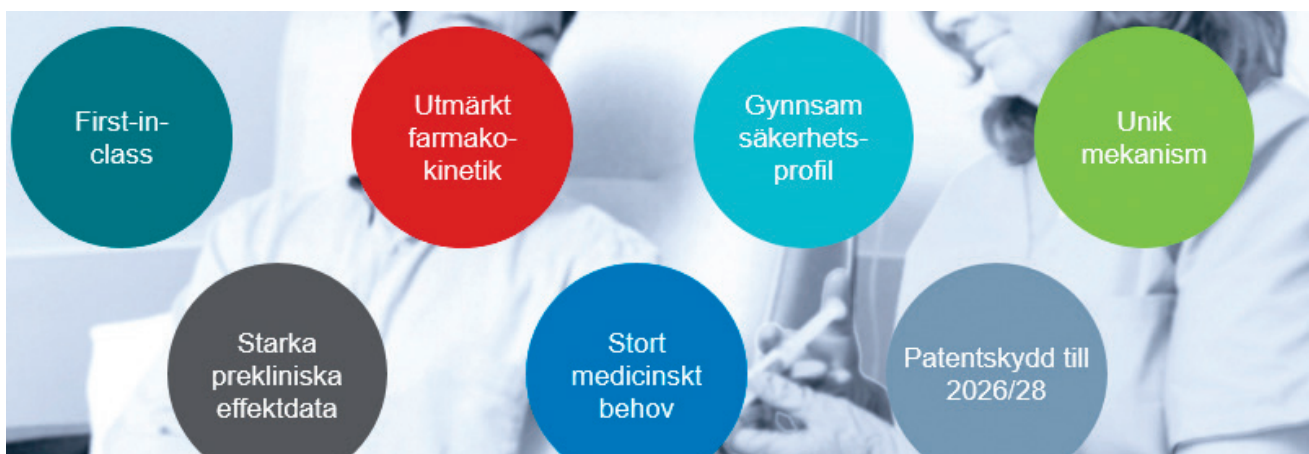 First-in-
class
Utmärkt
farmako-
kinetik
Gynnsam
säkerhets-
profil
Unik
mekanism
Starka
prekliniska
effektdata
Stort
medicinskt
behov
Patentskydd till
2026/28